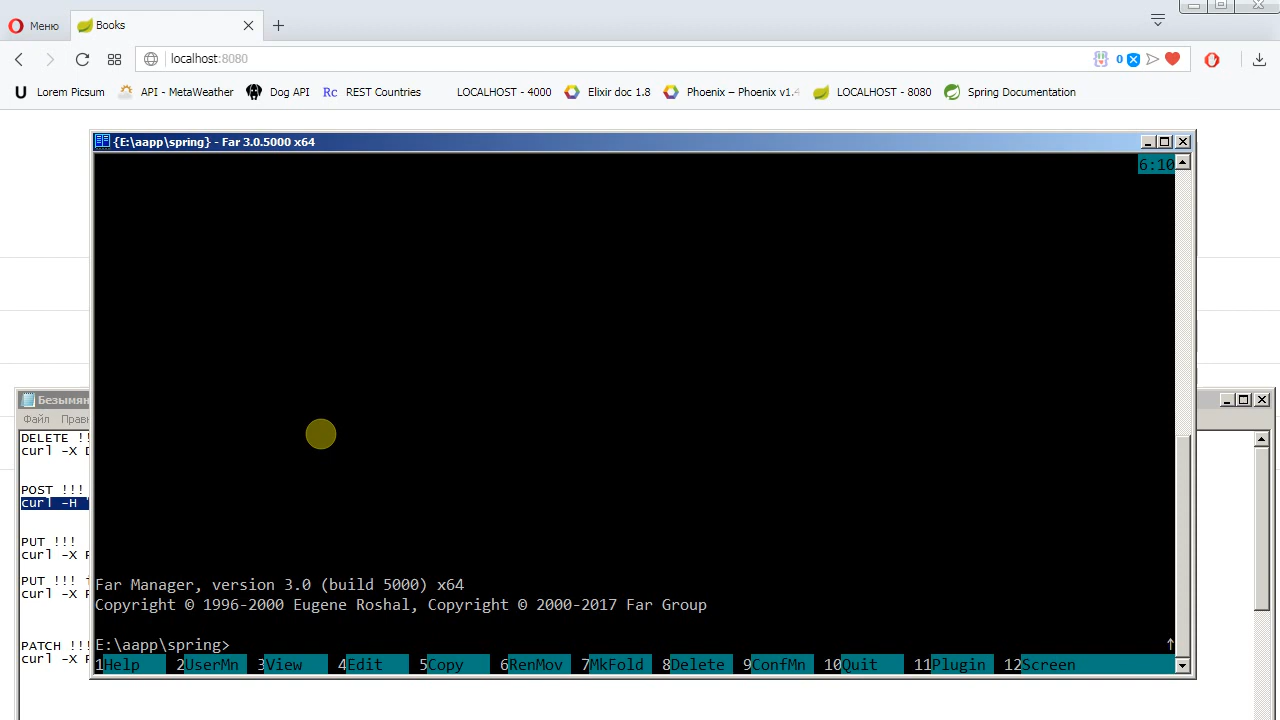 Меню
Books
localhost:8080
0
Lorem Picsum
API - MetaWeather
Dog API
Rc REST Countries
LOCALHOST - 4000
Elixir doc 1.8
Phoenix – Phoenix v1.4
LOCALHOST - 8080
Spring Documentation
{E:\aapp\spring} - Far 3.0.5000 x64
6:10
Безымян
Файл
DELETE !!
curl -X D
POST !!!
curl -H
PUT !!!
curl -X
PUT !!!
curl -X
PATCH !!!
curl -X
Far Manager, version 3.0 (build 5000) x64
Copyright © 1996-2000 Eugene Roshal, Copyright © 2000-2017 Far Group
E:\aapp\spring>
1Help 2UserMn 3View 4Edit 5Copy 6RenMov 7MkFold 8Delete 9ConfMn 10Quit 11Plugin 12Screen